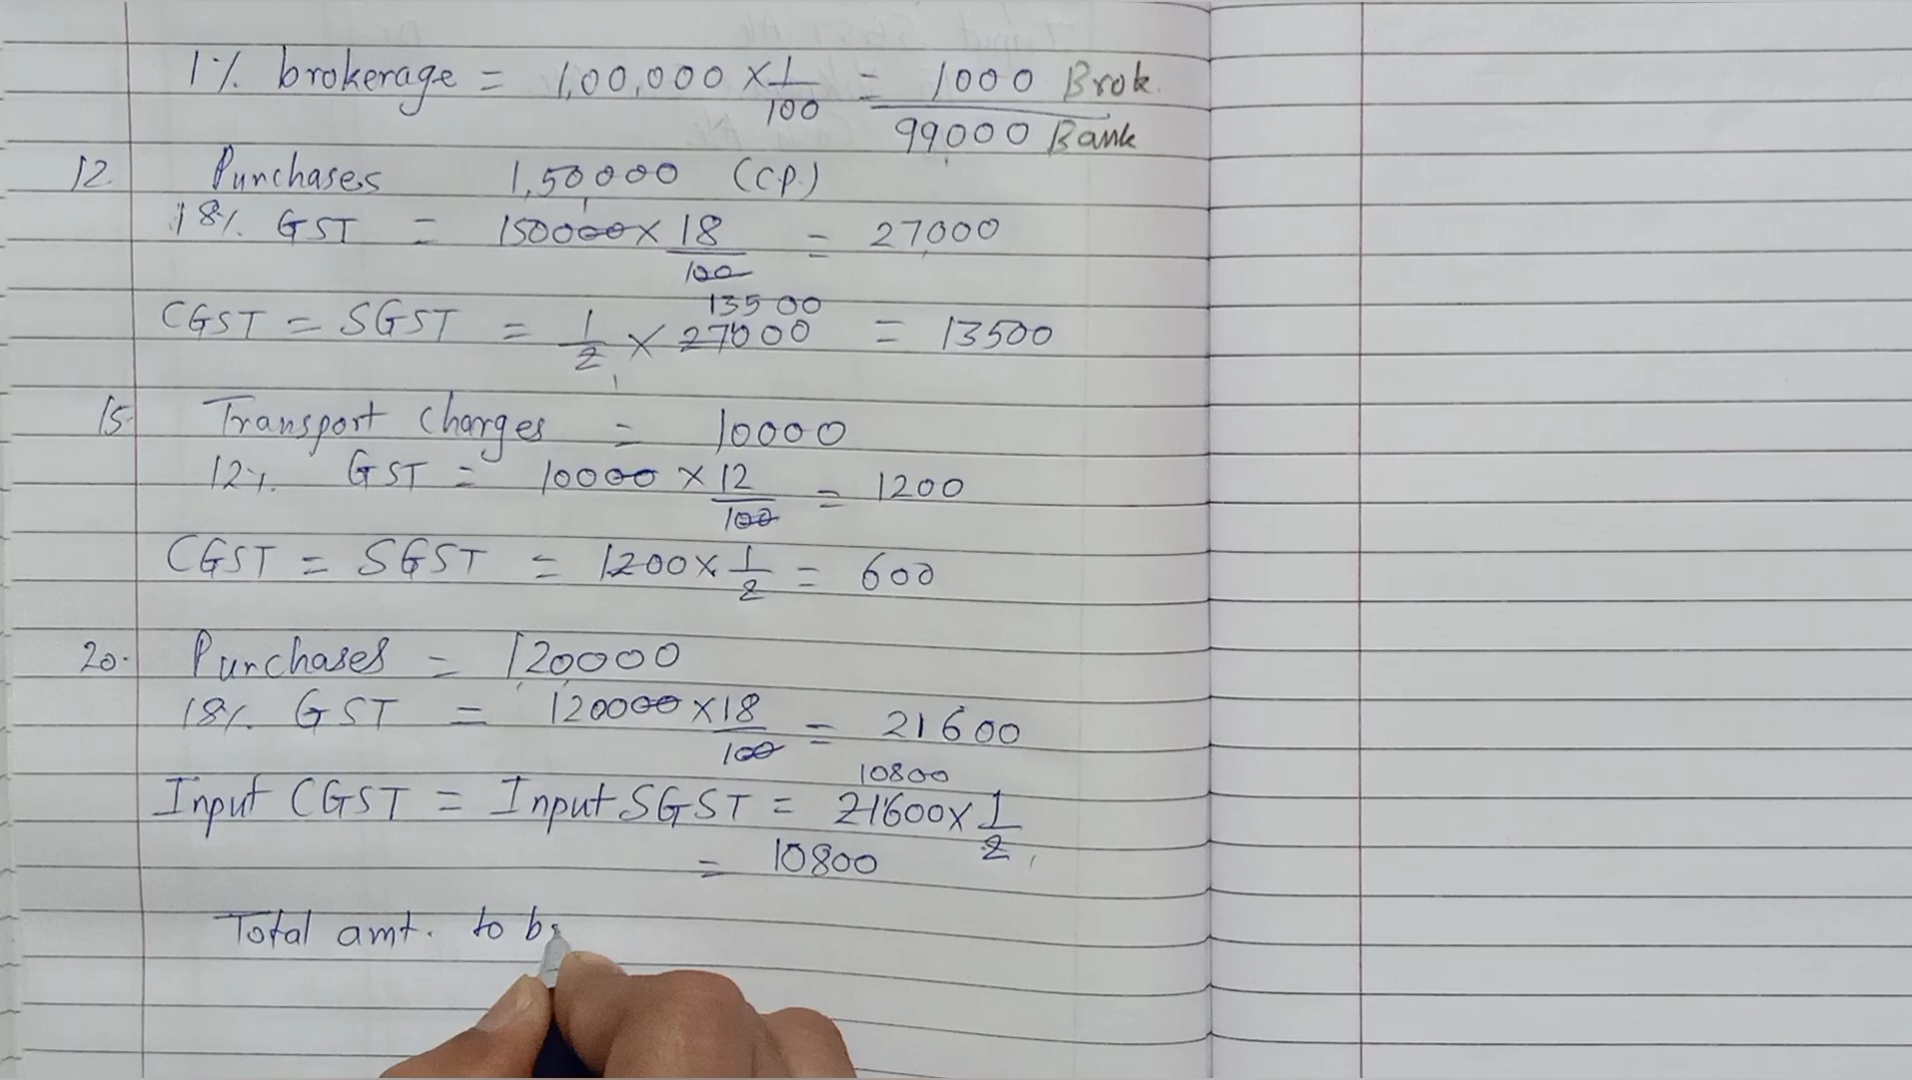 1% brokerage = 1,00,000 × 1/100 = 1000 Brok.
99000 Bank
12. Purchases 1,50000 (CP.)
18% GST = 150000 × 18/100 = 27000
13500
CGST = SGST = 1/2 × 27000 = 13500
15. Transport charges = 10000
12% GST = 10000 × 12/100 = 1200
CGST = SGST = 1200 × 1/2 = 600
20. Purchases = 120000
18% GST = 120000 × 18/100 = 21600
10800
Input CGST = Input SGST = 21600 × 1/2
= 10800
Total amt. to b